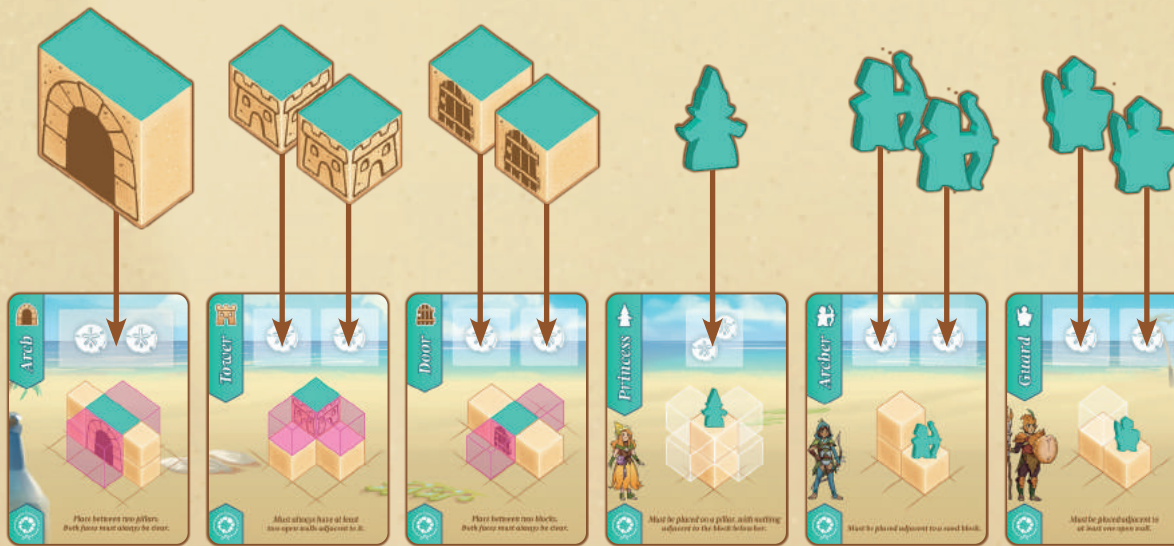 Arch
Place between two pillars.
Both faces must always be clear.
Tower
Must always have at least
two open walls adjacent to it.
Door
Place between two blocks.
Both faces must always be clear.
Princess
Must be placed on a pillar, with nothing
adjacent to the block below her.
Archer
Must be placed adjacent to a sand block.
Guard
Must be placed adjacent to
at least one open wall.